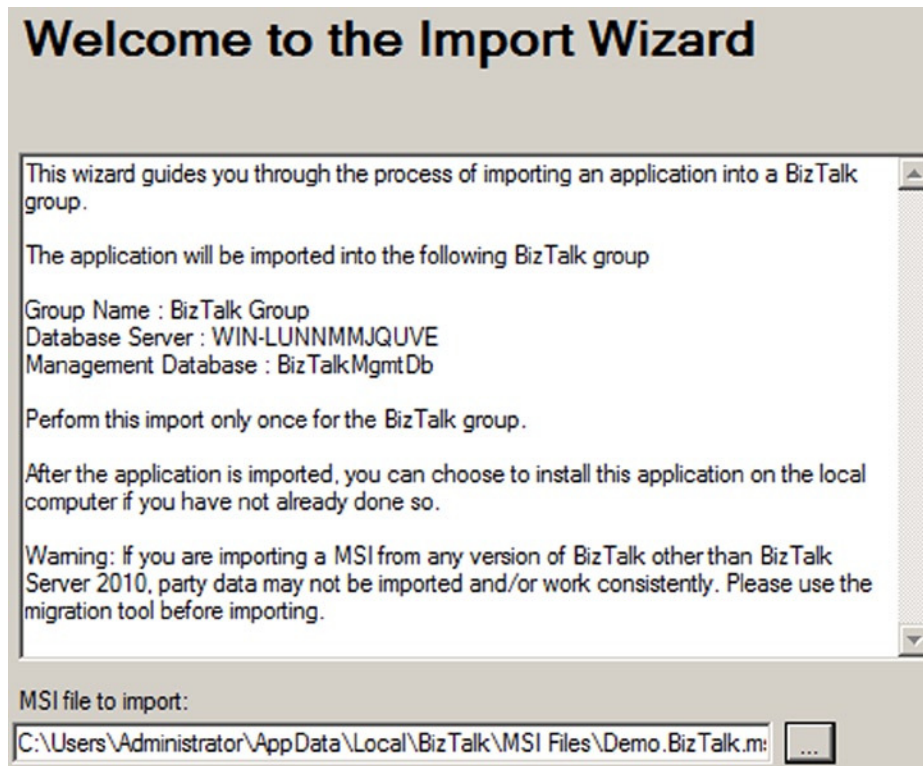 Welcome to the Import Wizard
This wizard guides you through the process of importing an application into a BizTalk
group.
The application will be imported into the following BizTalk group
Group Name : BizTalk Group
Database Server : WIN-LUNNMMJQUVE
Management Database : BizTalkMgmtDb
Perform this import only once for the BizTalk group.
After the application is imported, you can choose to install this application on the local
computer if you have not already done so.
Warning: If you are importing a MSI from any version of BizTalk other than BizTalk
Server 2010, party data may not be imported and/or work consistently. Please use the
migration tool before importing.
MSI file to import:
C:\Users\Administrator\AppData\Local\BizTalk\MSI Files\Demo.BizTalk.m
...